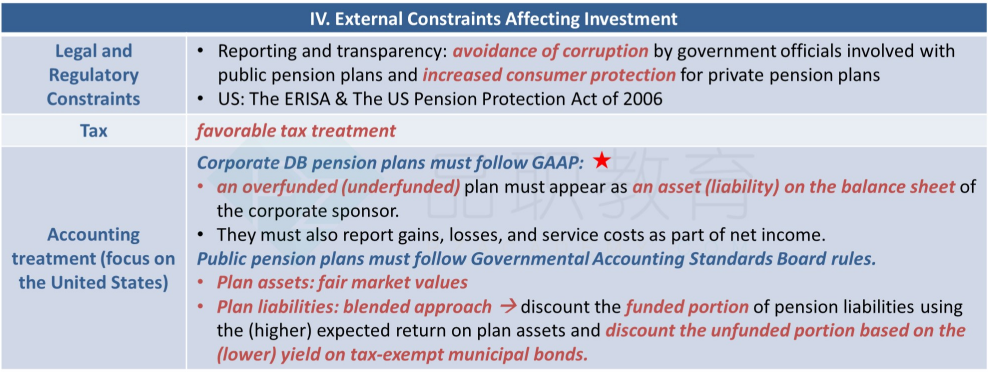 IV. External Constraints Affecting Investment
Legal and
Regulatory
Constraints
• Reporting and transparency: avoidance of corruption by government officials involved with
public pension plans and increased consumer protection for private pension plans
• US: The ERISA & The US Pension Protection Act of 2006
Tax
favorable tax treatment
Accounting
treatment (focus on
the United States)
Corporate DB pension plans must follow GAAP:
• an overfunded (underfunded) plan must appear as an asset (liability) on the balance sheet of
the corporate sponsor.
• They must also report gains, losses, and service costs as part of net income.
Public pension plans must follow Governmental Accounting Standards Board rules.
• Plan assets: fair market values
• Plan liabilities: blended approach → discount the funded portion of pension liabilities using
the (higher) expected return on plan assets and discount the unfunded portion based on the
(lower) yield on tax-exempt municipal bonds.
品职教育